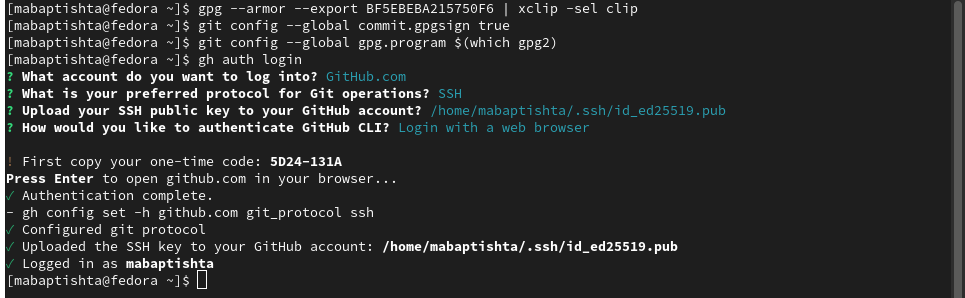 [mabaptishta@fedora ~]$ gpg --armor --export BF5EBEBA215750F6 | xclip -sel clip
[mabaptishta@fedora ~]$ git config --global commit.gpgsign true
[mabaptishta@fedora ~]$ git config --global gpg.program $(which gpg2)
[mabaptishta@fedora ~]$ gh auth login
? What account do you want to log into? GitHub.com
? What is your preferred protocol for Git operations? SSH
? Upload your SSH public key to your GitHub account? /home/mabaptishta/.ssh/id_ed25519.pub
? How would you like to authenticate GitHub CLI? Login with a web browser
! First copy your one-time code: 5D24-131A
Press Enter to open github.com in your browser...
✓ Authentication complete.
- gh config set -h github.com git_protocol ssh
✓ Configured git protocol
✓ Uploaded the SSH key to your GitHub account: /home/mabaptishta/.ssh/id_ed25519.pub
✓ Logged in as mabaptishta
[mabaptishta@fedora ~]$